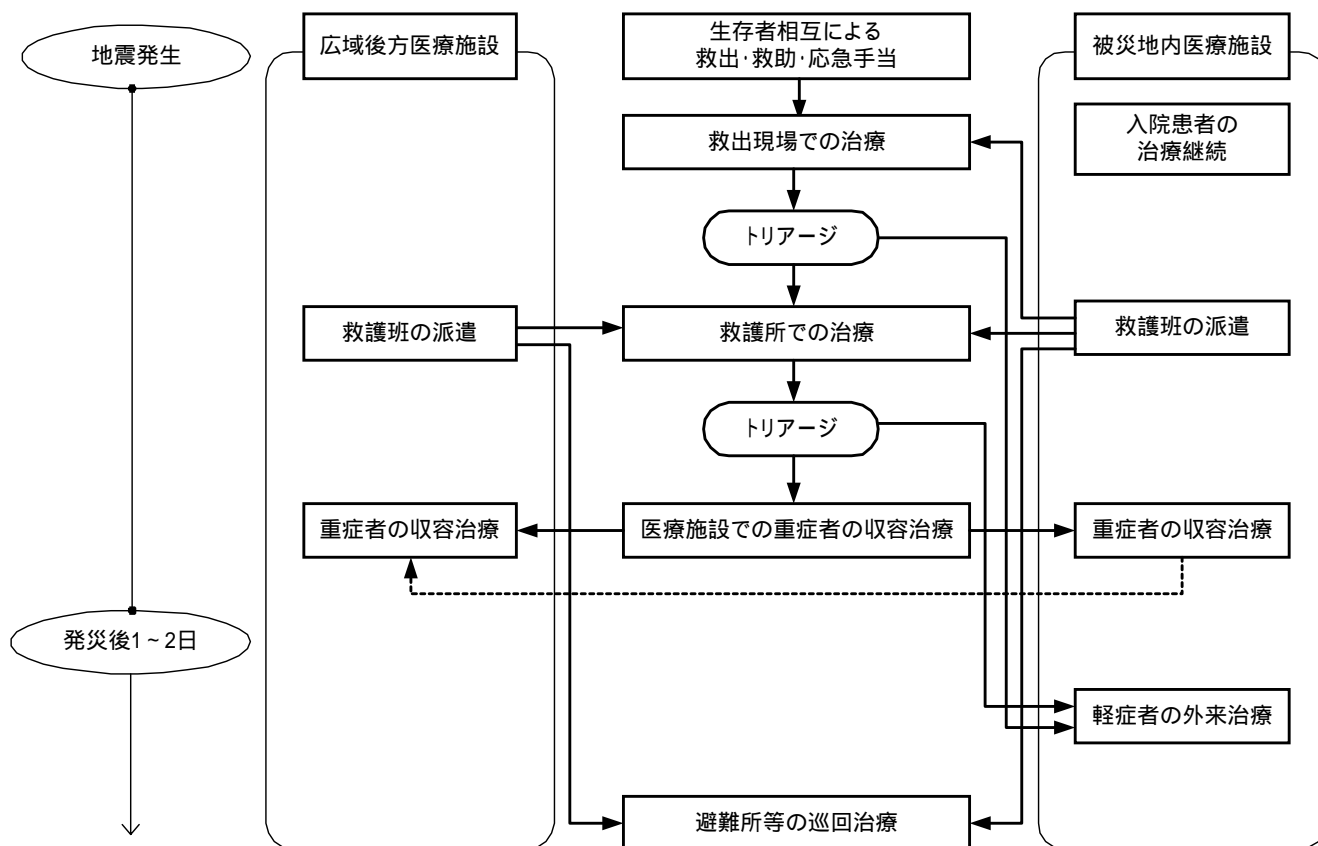 地震発生
広域後方医療施設
生存者相互による
救出・救助・応急手当
被災地内医療施設
入院患者の
治療継続
救出現場での治療
トリアージ
救護班の派遣
救護所での治療
救護班の派遣
トリアージ
重症者の収容治療
医療施設での重症者の収容治療
重症者の収容治療
発災後1~2日
軽症者の外来治療
避難所等の巡回治療